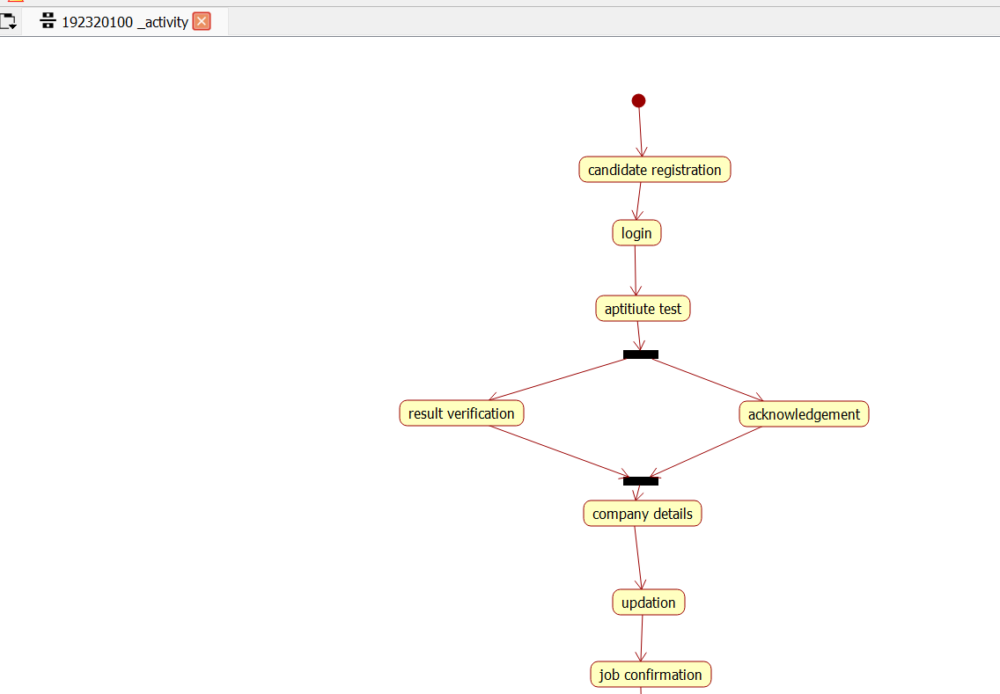 192320100 _activity
candidate registration
login
aptitiute test
result verification
acknowledgement
company details
updation
job confirmation